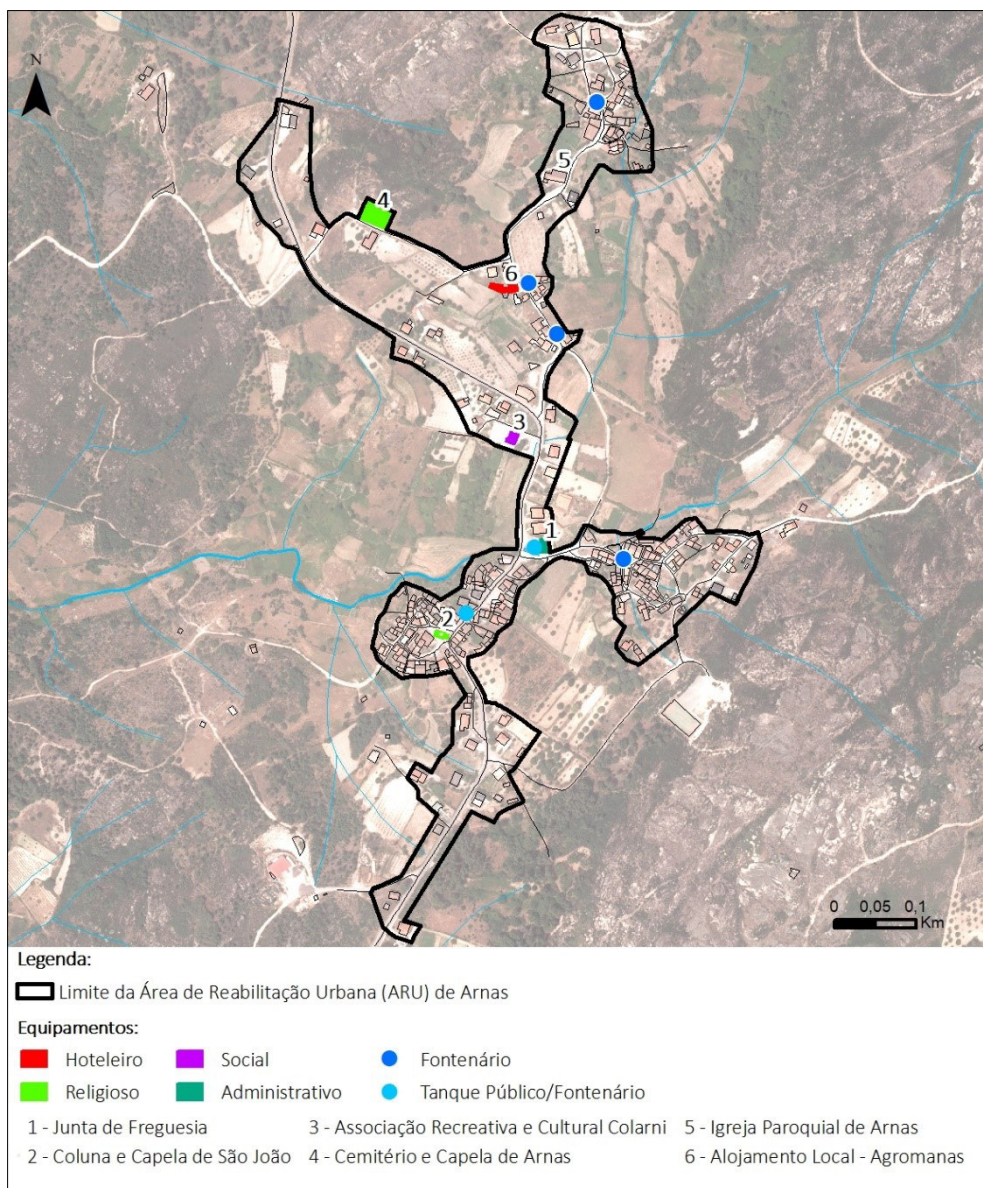 N
5
4
6
3
1
2
0 0,05 0,1
Km
Legenda:
Limite da Área de Reabilitação Urbana (ARU) de Arnas
Equipamentos:
Hoteleiro Social Fontenário
Religioso Administrativo Tanque Público/Fontenário
1 - Junta de Freguesia 3 - Associação Recreativa e Cultural Colarni 5 - Igreja Paroquial de Arnas
2 - Coluna e Capela de São João 4 - Cemitério e Capela de Arnas 6 - Alojamento Local - Agromanas